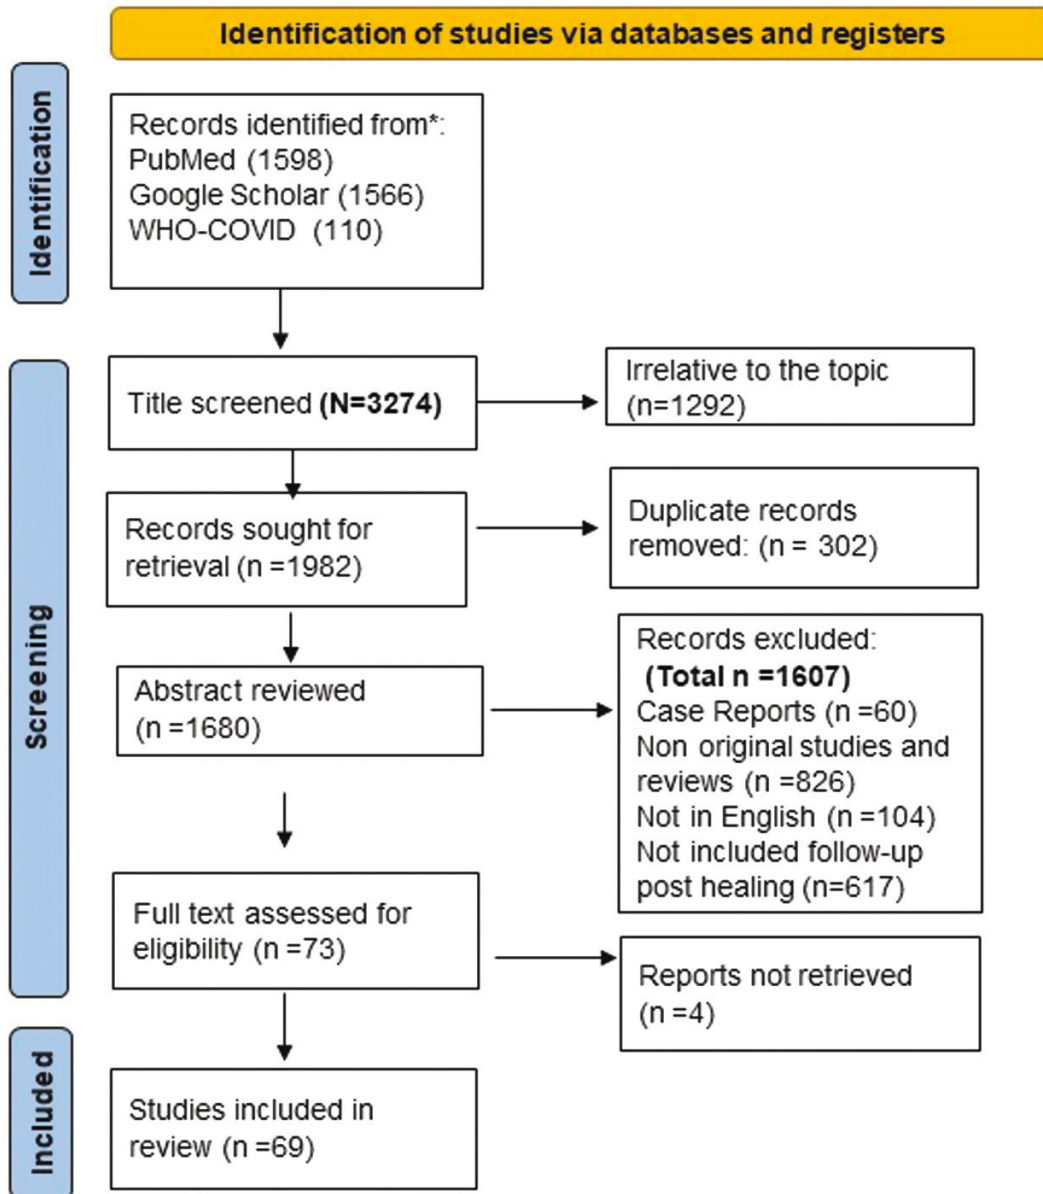 Identification of studies via databases and registers
Identification
Records identified from*:
PubMed (1598)
Google Scholar (1566)
WHO-COVID (110)
Screening
Title screened (N=3274)
Irrelative to the topic
(n=1292)
Records sought for
retrieval (n =1982)
Duplicate records
removed: (n = 302)
Abstract reviewed
(n =1680)
Records excluded:
(Total n =1607)
Case Reports (n =60)
Non original studies and
reviews (n =826)
Not in English (n =104)
Not included follow-up
post healing (n=617)
Full text assessed for
eligibility (n =73)
Reports not retrieved
(n =4)
Included
Studies included in
review (n =69)